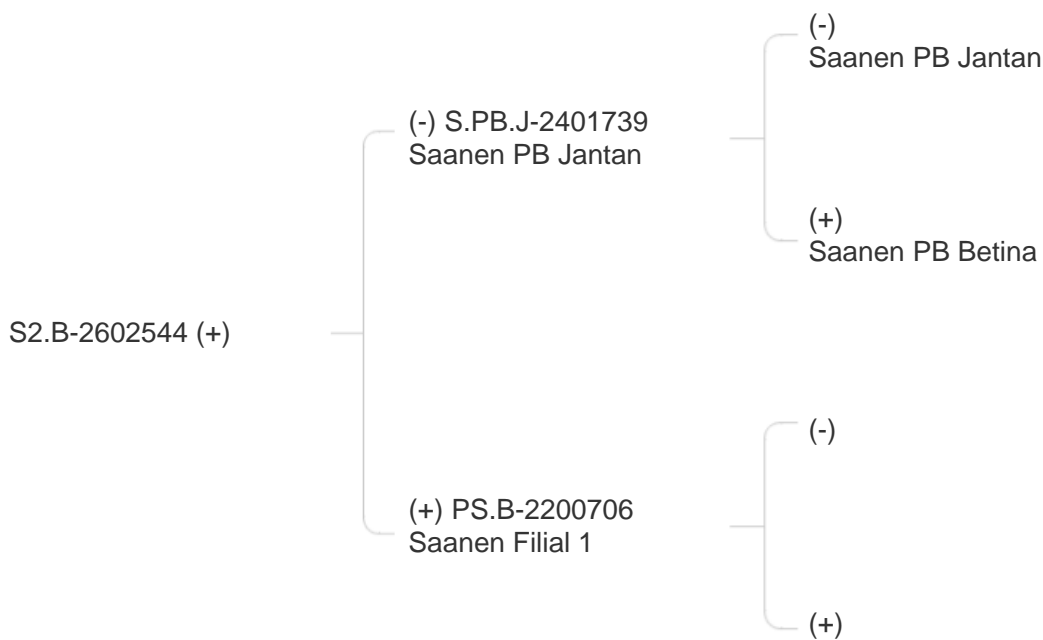 (-)
Saanen PB Jantan
(-) S.PB.J-2401739
Saanen PB Jantan
(+)
Saanen PB Betina
S2.B-2602544 (+)
(-)
(+) PS.B-2200706
Saanen Filial 1
(+)